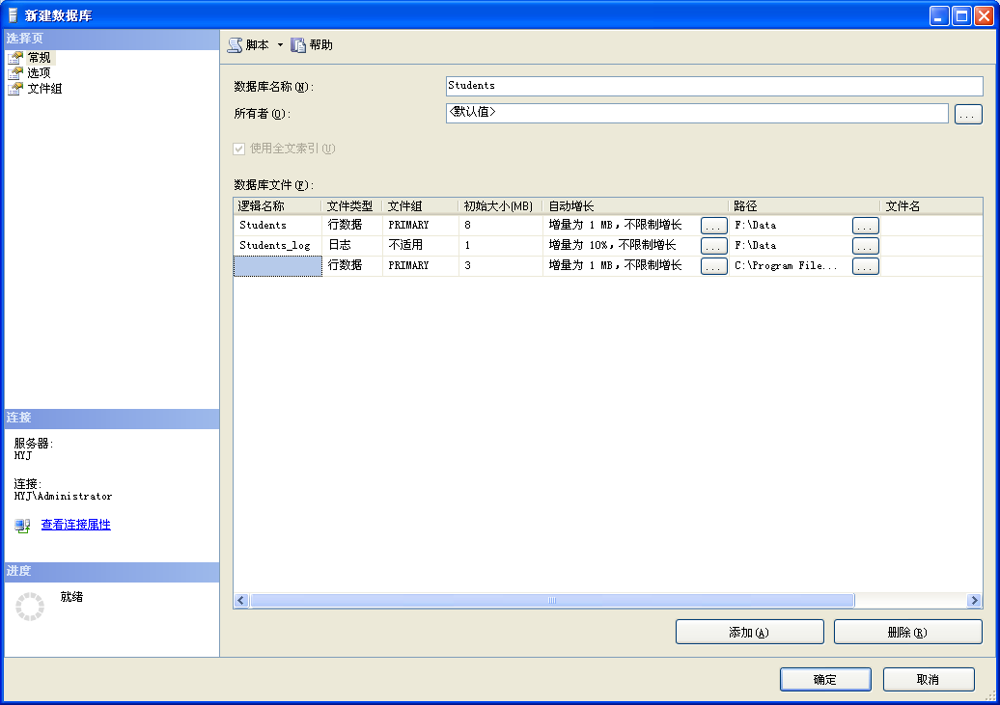 新建数据库
选择页
常规
选项
文件组
脚本 帮助
数据库名称(N):
Students
所有者(O):
<默认值>
...
使用全文索引(U)
数据库文件(F):
逻辑名称 文件类型 文件组 初始大小(MB) 自动增长 路径 文件名
Students 行数据 PRIMARY 8 增量为 1 MB，不限制增长 ... F:\Data ...
Students_log 日志 不适用 1 增量为 10%，不限制增长 ... F:\Data ...
行数据 PRIMARY 3 增量为 1 MB，不限制增长 ... C:\Program File... ...
连接
服务器:
HYJ
连接:
HYJ\Administrator
查看连接属性
进度
就绪
添加(A) 删除(R)
确定 取消